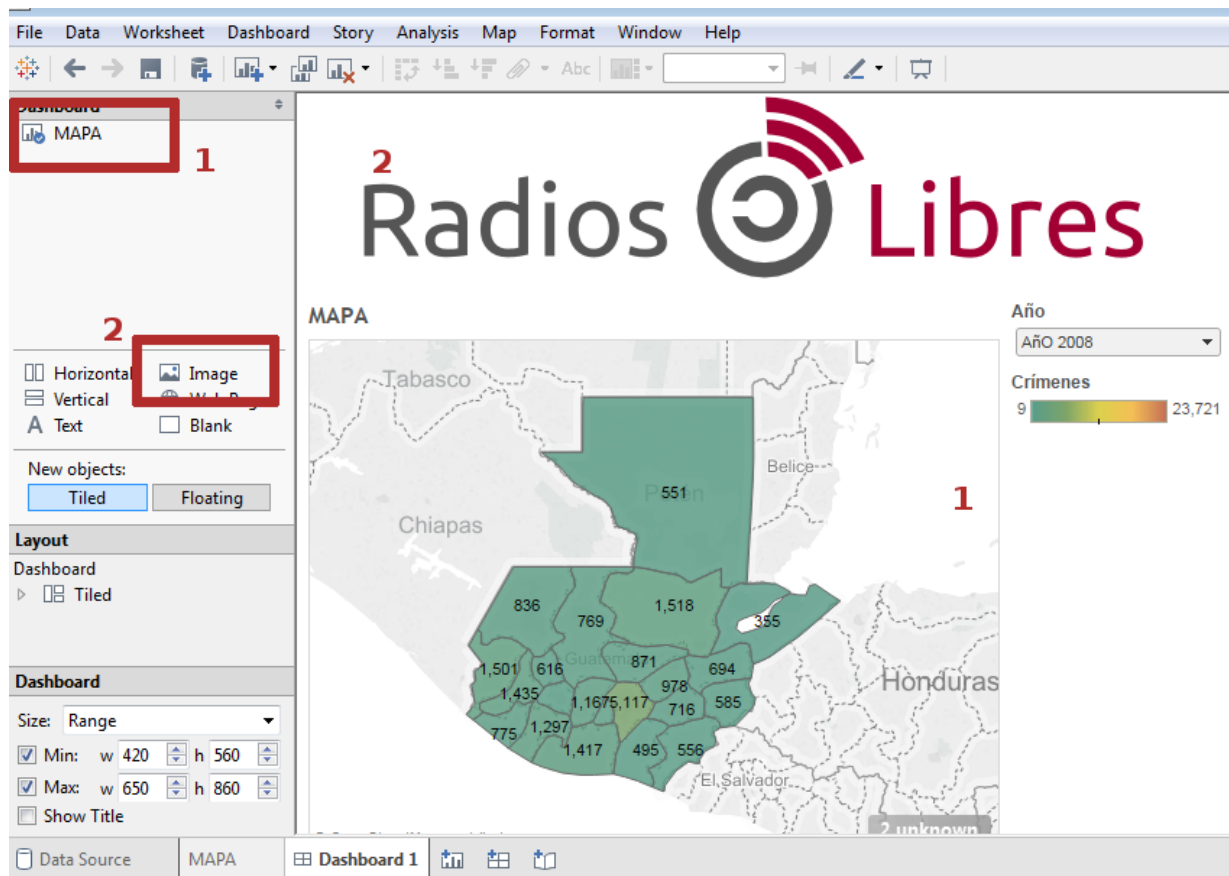 File Data Worksheet Dashboard Story Analysis Map Format Window Help
Abc
Dashboard
MAPA
1
2
Radios Libres
2
Horizontal Image
Vertical
Text Blank
New objects:
Tiled Floating
Layout
Dashboard
Tiled
Dashboard
Size: Range
Min: w 420 h 560
Max: w 650 h 860
Show Title
MAPA
Tabasco
Belice
Chiapas
551
1
836
769
1,518
355
Guatemala
1,501 616 871 694
1,435 978
1,167 5,117 716 585
775 1,297
1,417 495 556
Honduras
El Salvador
2 unknown
Año
AñO 2008
Crímenes
9 23,721
Data Source MAPA Dashboard 1